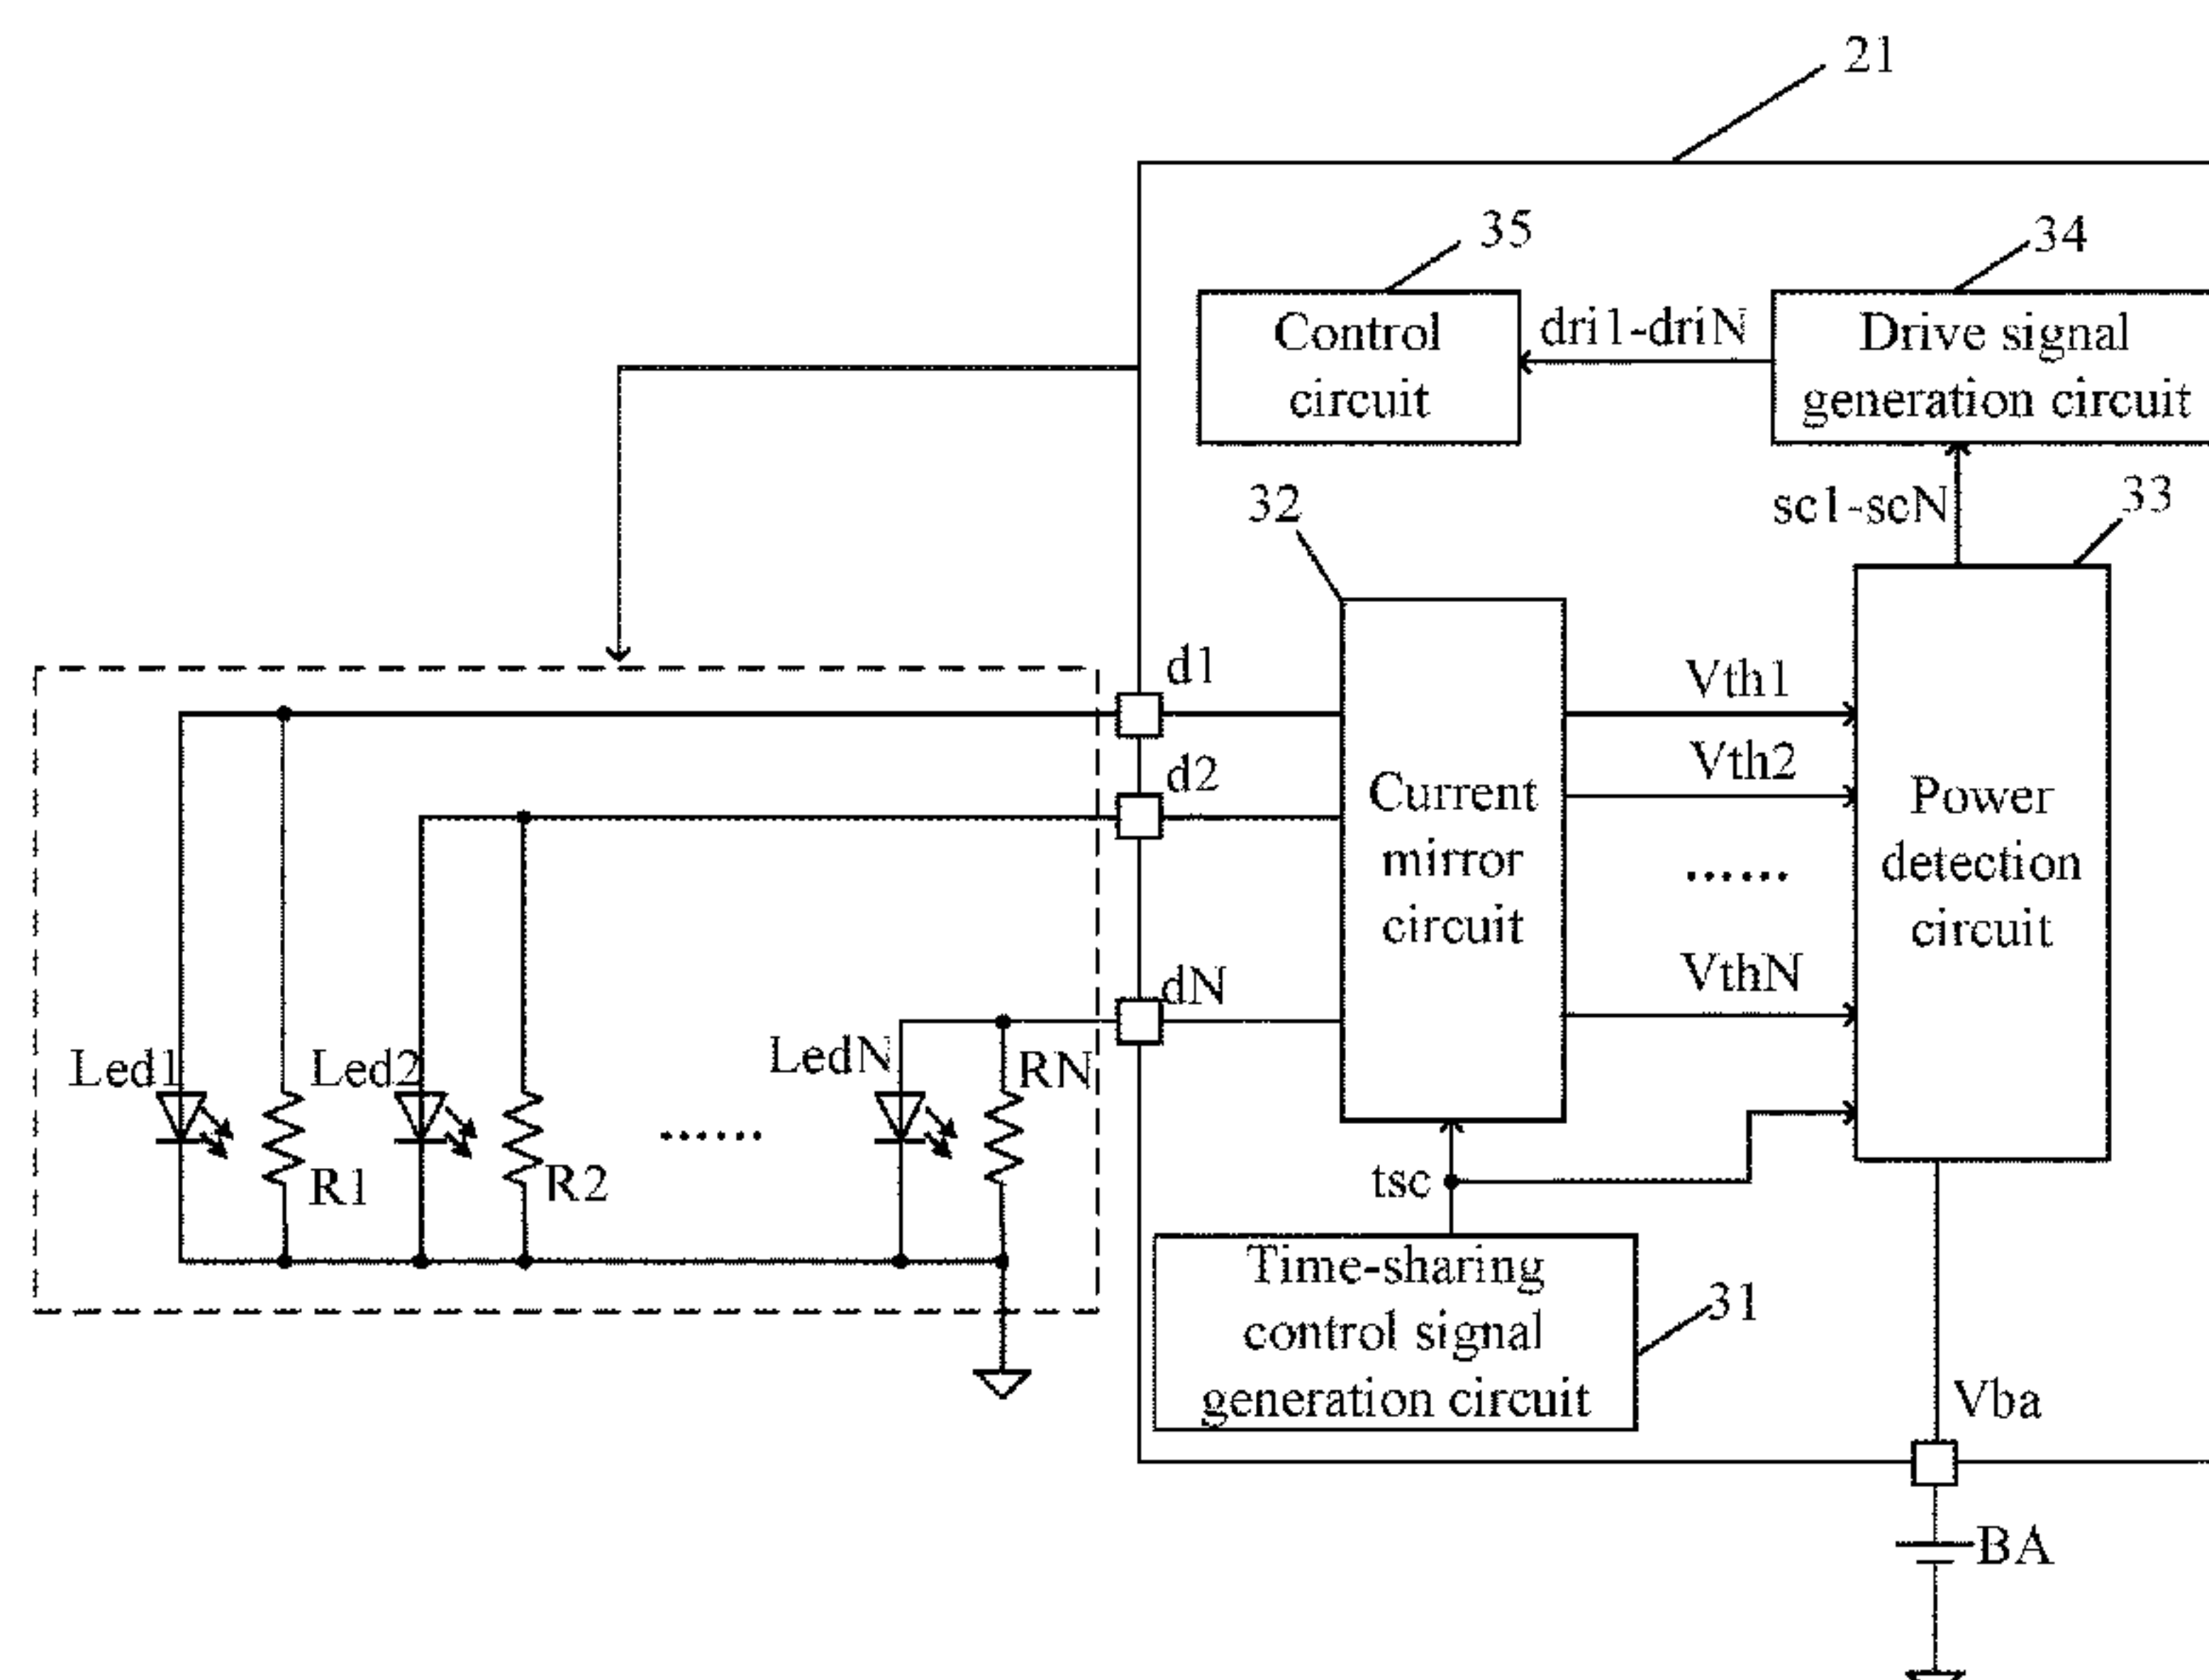 21
35
34
Control
circuit
dri1-driN
Drive signal
generation circuit
32
sc1-scN
33
d1
Vth1
d2
Vth2
Current
mirror
circuit
......
Power
detection
circuit
dN
VthN
Led1
Led2
LedN
RN
......
R1
R2
tsc
Time-sharing
control signal
generation circuit
31
Vba
BA